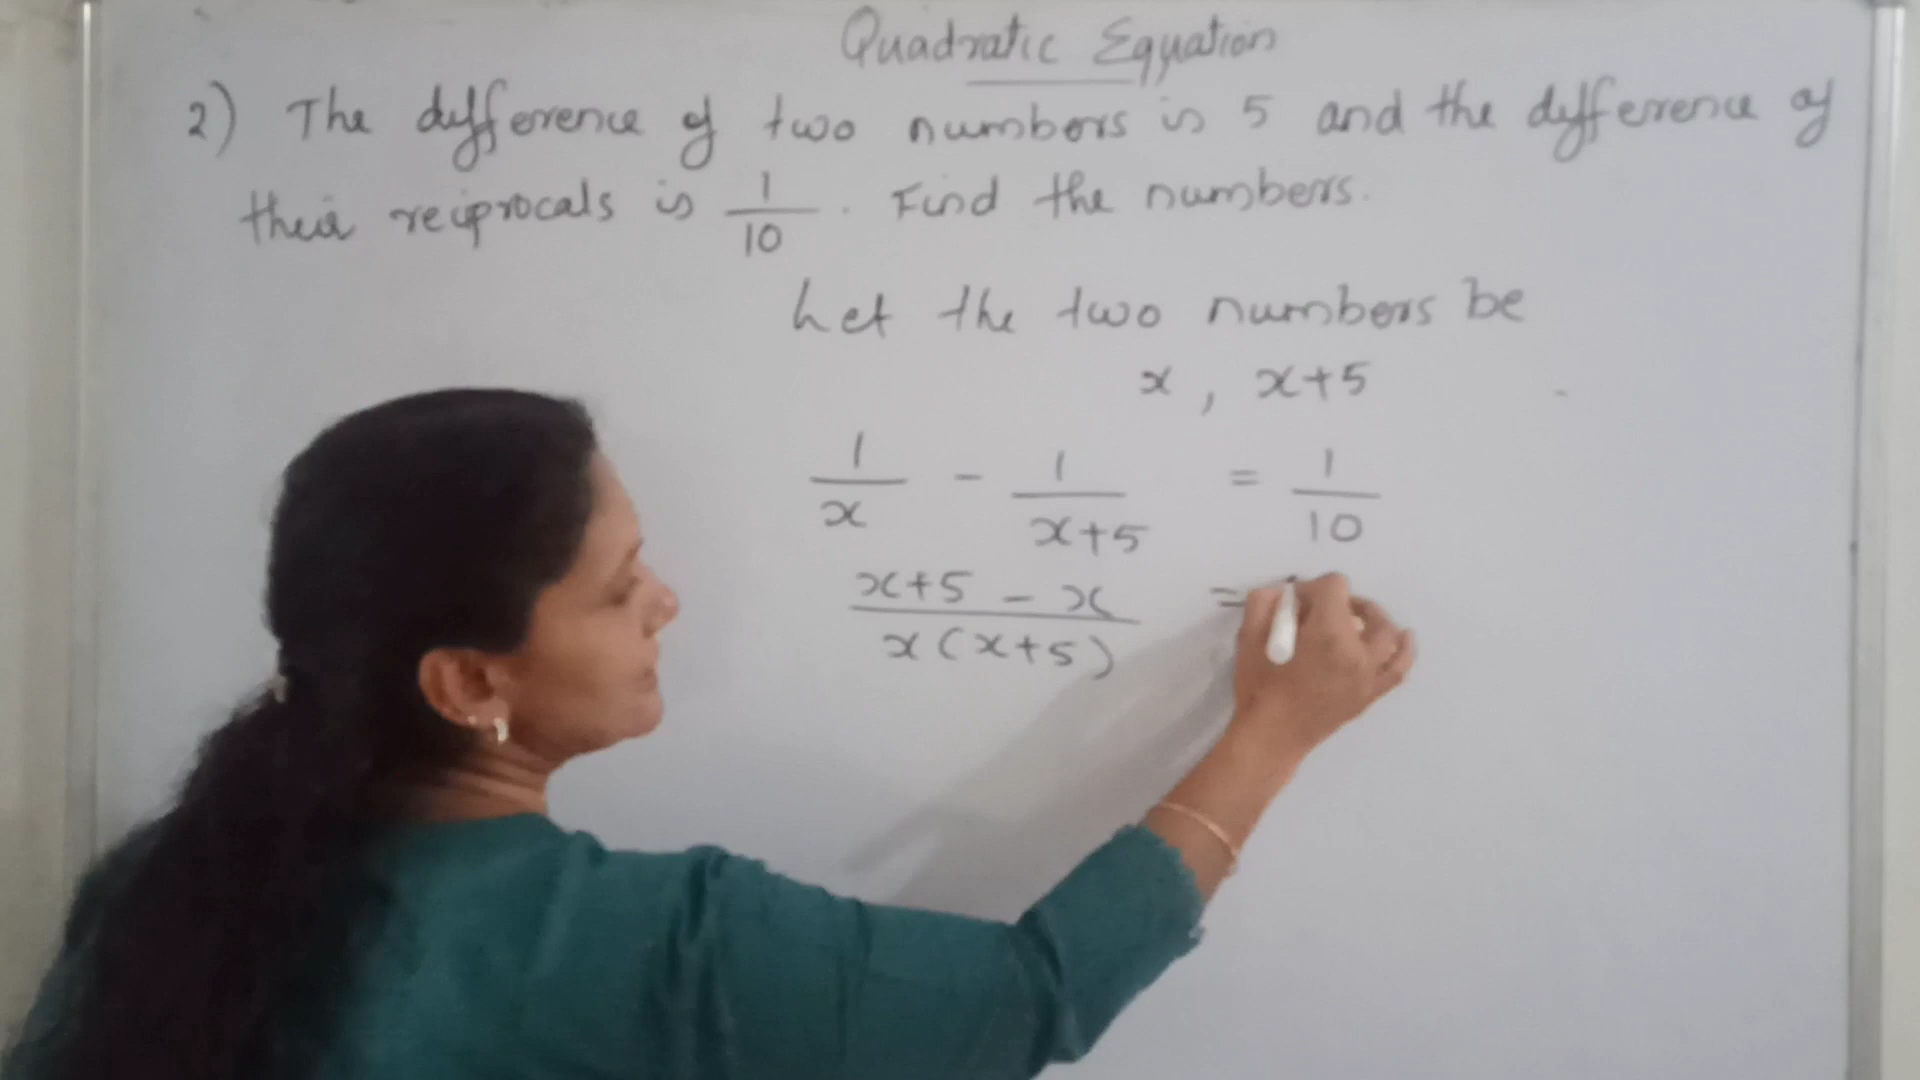 Quadratic Equation
2) The difference of two numbers is 5 and the difference of
their reciprocals is 1/10. Find the numbers.
Let the two numbers be
x, x+5
1/x - 1/(x+5) = 1/10
(x+5 - x)/(x(x+5)) =